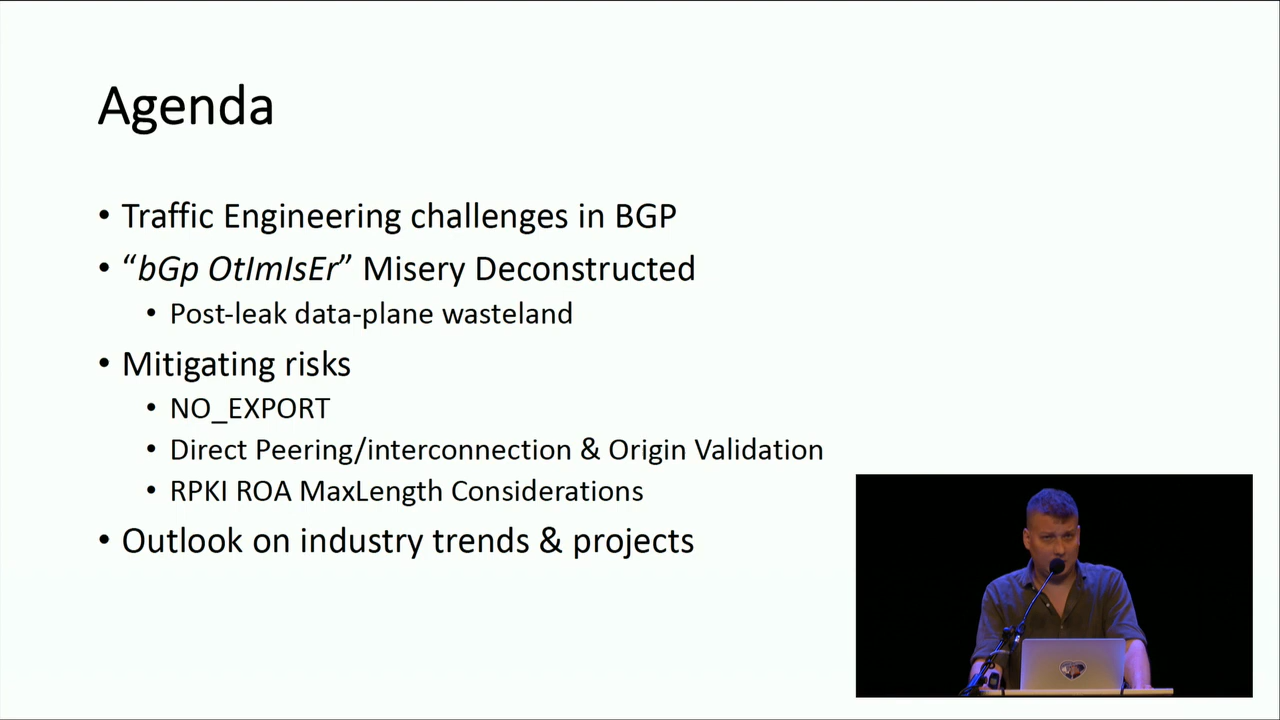 Agenda
• Traffic Engineering challenges in BGP
• “bGp OtImIsEr” Misery Deconstructed
• Post-leak data-plane wasteland
• Mitigating risks
• NO_EXPORT
• Direct Peering/interconnection & Origin Validation
• RPKI ROA MaxLength Considerations
• Outlook on industry trends & projects